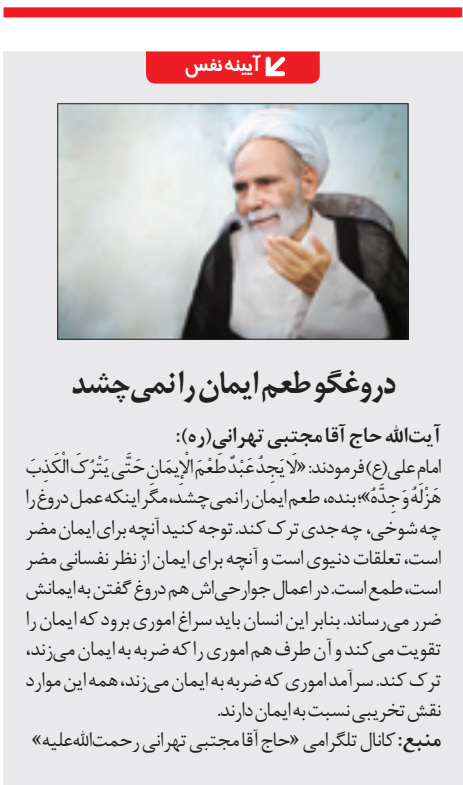 آیینه نفس
دروغگو طعم ایمان را نمی‌چشد
آیت‌الله حاج آقا مجتبی تهرانی(ره):
امام علی(ع) فرمودند: «لَا یَجِدُ عَبْدٌ طَعْمَ الْإِیمَانِ حَتَّی یَتْرُکَ الْکَذِبَ
هَزْلَهُ وَ جِدَّهُ»؛ بنده، طعم ایمان را نمی‌چشد، مگر اینکه عمل دروغ را
چه شوخی، چه جدی ترک کند. توجه کنید آنچه برای ایمان مضر
است، تعلقات دنیوی است و آنچه برای ایمان از نظر نفسانی مضر
است، طمع است. در اعمال جوارحی‌اش هم دروغ گفتن به ایمانش
ضرر می‌رساند. بنابر این انسان باید سراغ اموری برود که ایمان را
تقویت می‌کند و آن طرف هم اموری را که ضربه به ایمان می‌زند،
ترک کند. سرآمد اموری که ضربه به ایمان می‌زند، همه این موارد
نقش تخریبی نسبت به ایمان دارند.
منبع: کانال تلگرامی «حاج آقا مجتبی تهرانی رحمت‌الله‌علیه»